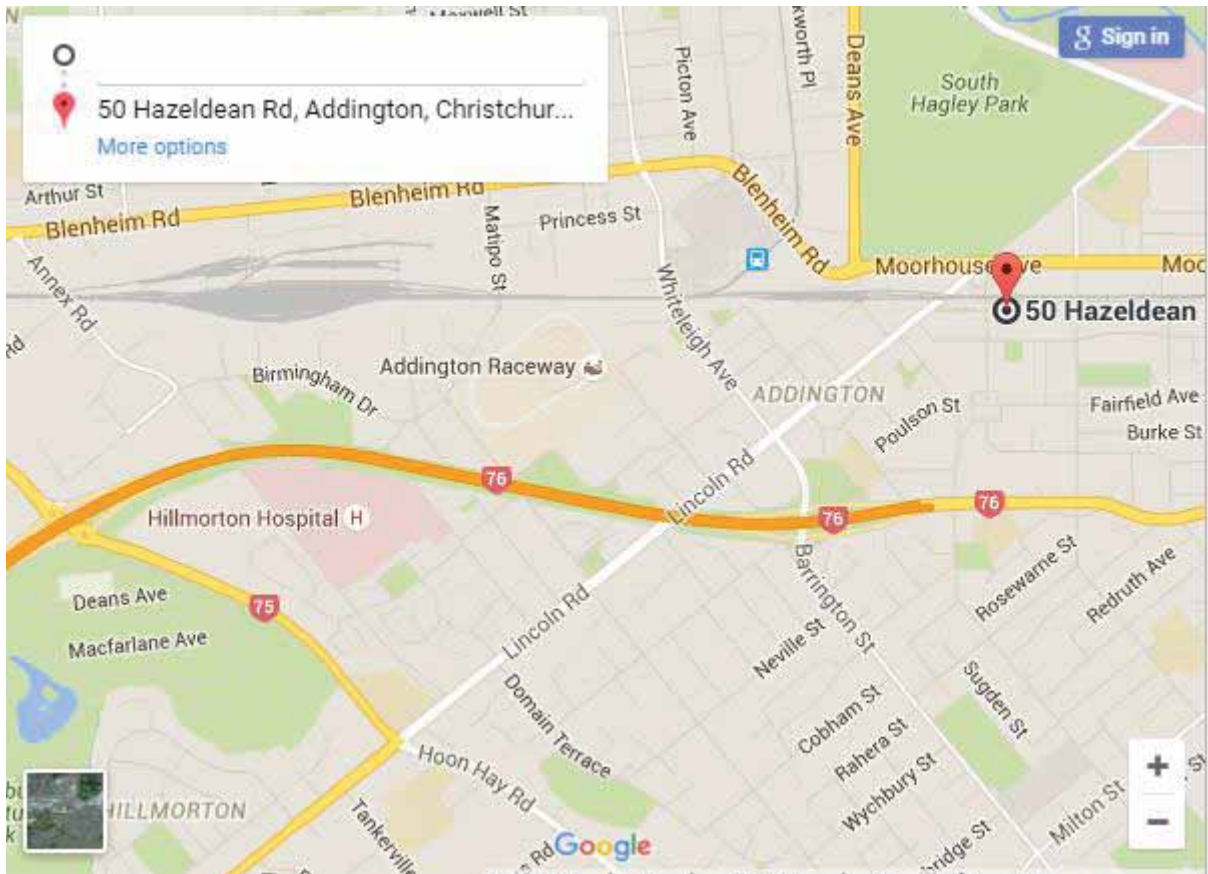 Maxwell St
g Sign in
50 Hazeldean Rd, Addington, Christchur...
More options
Picton Ave
Deans Ave
South
Hagley Park
Arthur St
Blenheim Rd
Blenheim Rd
Blenheim Rd
Matipo St
Princess St
Annex Rd
Whiteleigh Ave
Moorhouse Ave
50 Hazeldean
Rd
Birmingham Dr
Addington Raceway
ADDINGTON
Poulson St
Fairfield Ave
Burke St
76
76
76
Lincoln Rd
Hillmorton Hospital H
Deans Ave
75
Macfarlane Ave
Lincoln Rd
Barrington St
Rosewarne St
Redruth Ave
Neville St
Domain Terrace
Cobham St
Sugden St
Rahera St
Wychbury St
Hoon Hay Rd
Milton St
+
−
HILLMORTON
Google